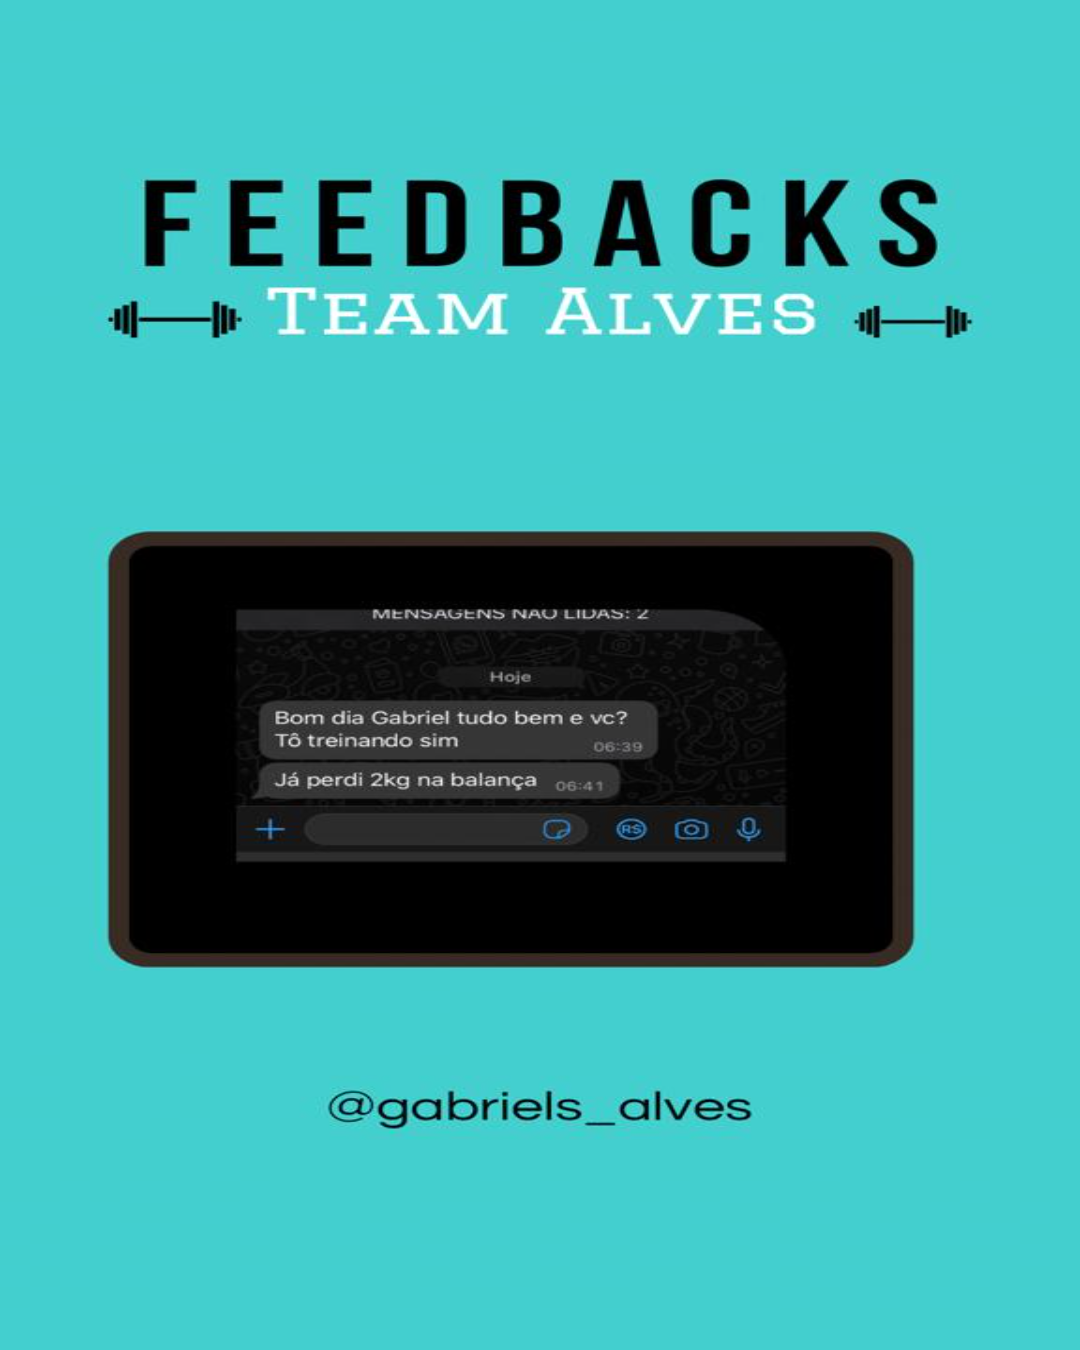 FEEDBACKS
TEAM ALVES
MENSAGENS NÃO LIDAS: 2
Hoje
Bom dia Gabriel tudo bem e vc?
Tô treinando sim
06:39
Já perdi 2kg na balança
06:41
R$
@gabriels_alves